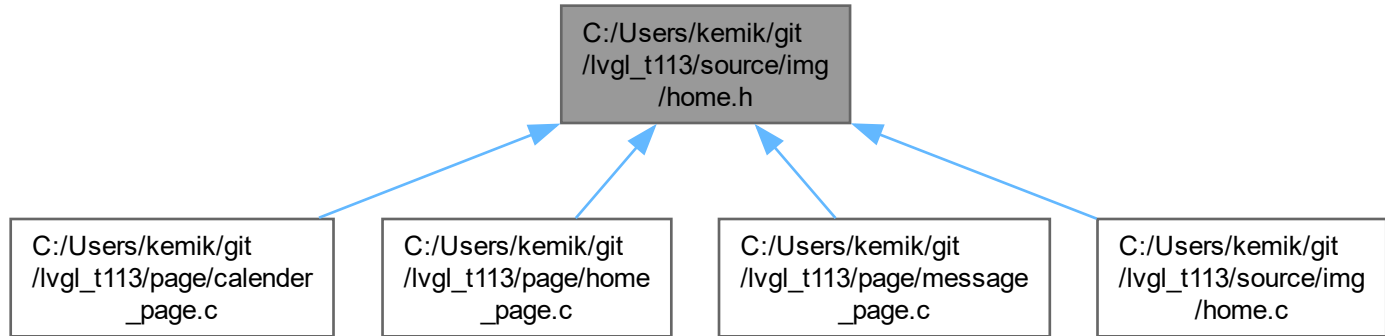 C:/Users/kemik/git
/lvgl_t113/source/img
/home.h
C:/Users/kemik/git
/lvgl_t113/page/calender
_page.c
C:/Users/kemik/git
/lvgl_t113/page/home
_page.c
C:/Users/kemik/git
/lvgl_t113/page/message
_page.c
C:/Users/kemik/git
/lvgl_t113/source/img
/home.c